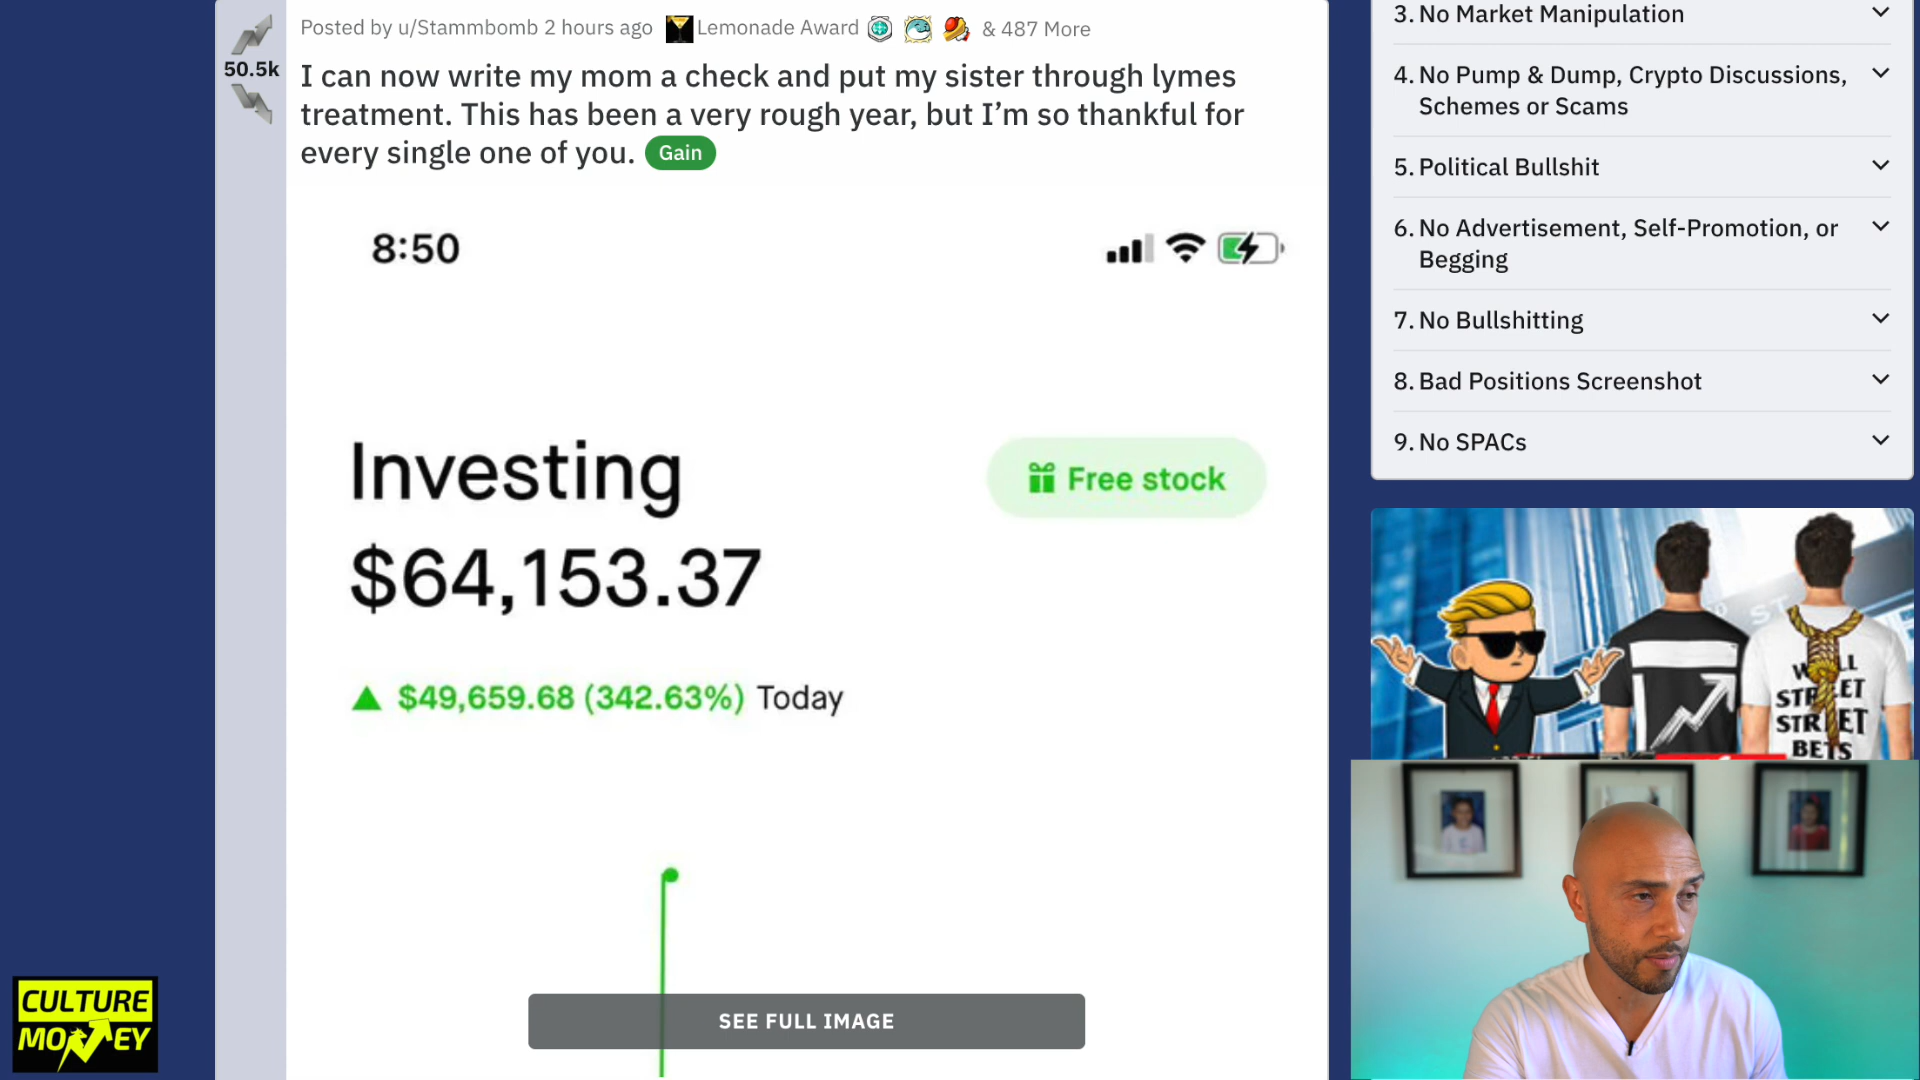 Posted by u/Stammbomb 2 hours ago Lemonade Award & 487 More
50.5k
I can now write my mom a check and put my sister through lymes
treatment. This has been a very rough year, but I’m so thankful for
every single one of you. Gain
8:50
Investing
Free stock
$64,153.37
$49,659.68 (342.63%) Today
SEE FULL IMAGE
3. No Market Manipulation
4. No Pump & Dump, Crypto Discussions,
Schemes or Scams
5. Political Bullshit
6. No Advertisement, Self-Promotion, or
Begging
7. No Bullshitting
8. Bad Positions Screenshot
9. No SPACs
STREET
BETS
CULTURE
MONEY